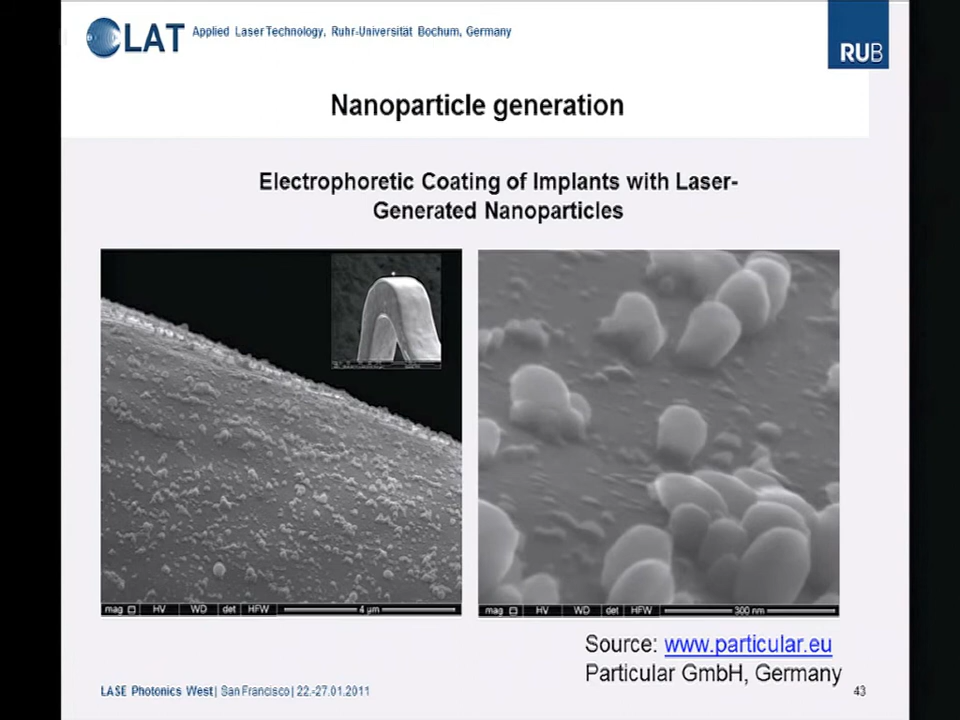 LAT Applied Laser Technology, Ruhr-Universität Bochum, Germany
RUB
Nanoparticle generation
Electrophoretic Coating of Implants with Laser-
Generated Nanoparticles
mag HV WD det HFW 4 µm
mag HV WD det HFW 300 nm
Source: www.particular.eu
Particular GmbH, Germany
LASE Photonics West | San Francisco | 22.-27.01.2011
43